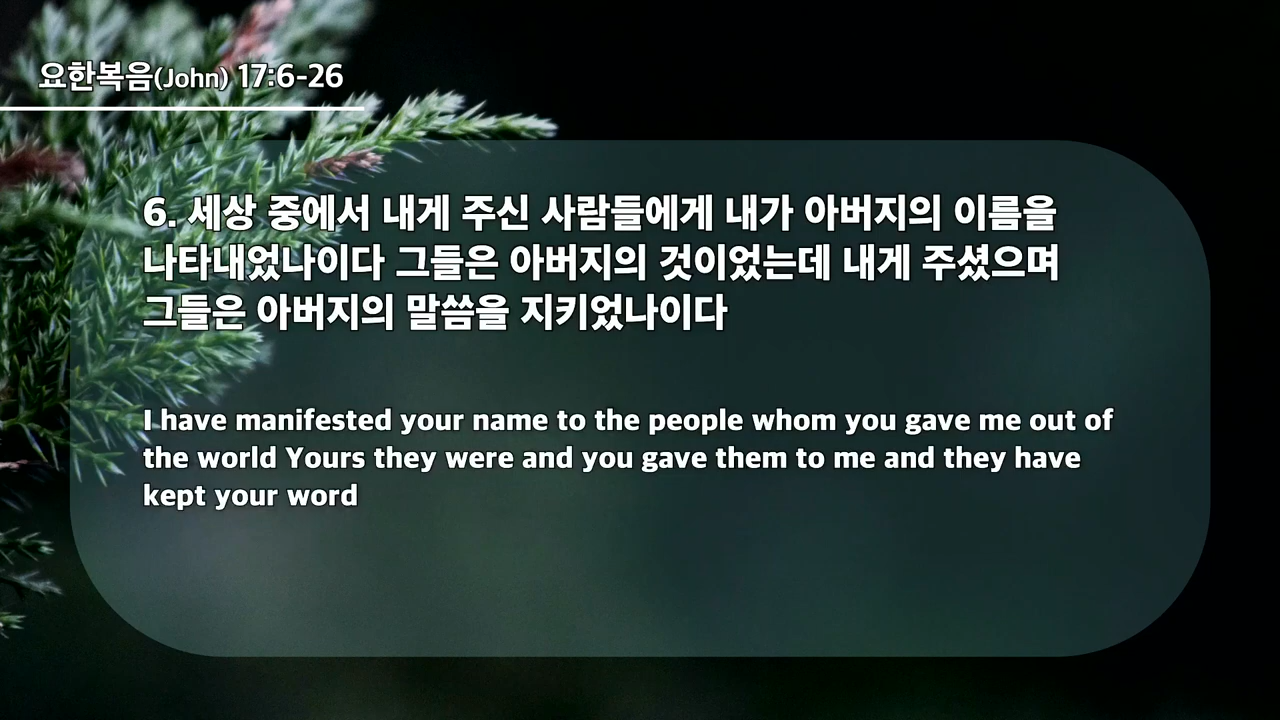 요한복음(John) 17:6-26
6. 세상 중에서 내게 주신 사람들에게 내가 아버지의 이름을
나타내었나이다 그들은 아버지의 것이었는데 내게 주셨으며
그들은 아버지의 말씀을 지키었나이다
I have manifested your name to the people whom you gave me out of
the world Yours they were and you gave them to me and they have
kept your word